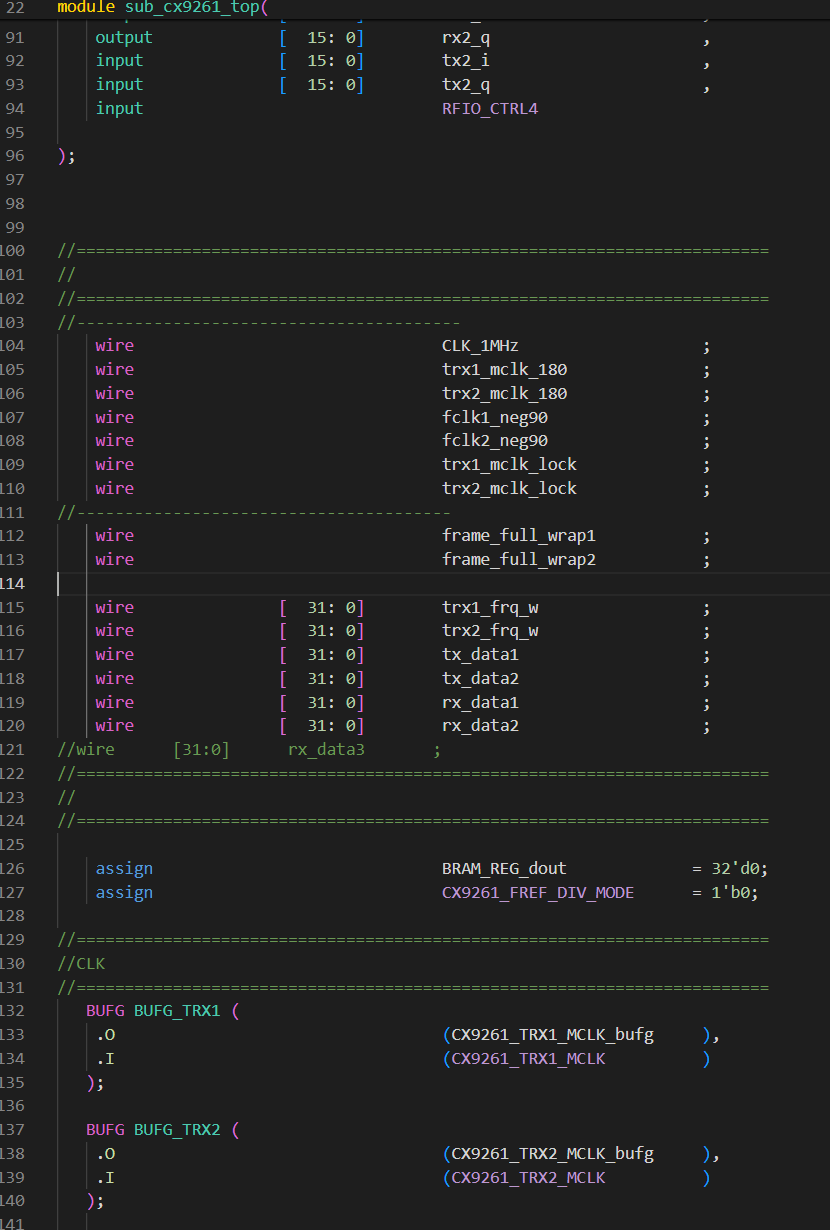 22 module sub_cx9261_top(
91 output [ 15: 0] rx2_q ,
92 input [ 15: 0] tx2_i ,
93 input [ 15: 0] tx2_q ,
94 input RFIO_CTRL4
95
96 );
97
98
99
100 //========================================================================
101 //
102 //========================================================================
103 //----------------------------------------
104 wire CLK_1MHz ;
105 wire trx1_mclk_180 ;
106 wire trx2_mclk_180 ;
107 wire fclk1_neg90 ;
108 wire fclk2_neg90 ;
109 wire trx1_mclk_lock ;
110 wire trx2_mclk_lock ;
111 //---------------------------------------
112 wire frame_full_wrap1 ;
113 wire frame_full_wrap2 ;
114
115 wire [ 31: 0] trx1_frq_w ;
116 wire [ 31: 0] trx2_frq_w ;
117 wire [ 31: 0] tx_data1 ;
118 wire [ 31: 0] tx_data2 ;
119 wire [ 31: 0] rx_data1 ;
120 wire [ 31: 0] rx_data2 ;
121 //wire [31:0] rx_data3 ;
122 //========================================================================
123 //
124 //========================================================================
125
126 assign BRAM_REG_dout = 32'd0;
127 assign CX9261_FREF_DIV_MODE = 1'b0;
128
129 //========================================================================
130 //CLK
131 //========================================================================
132 BUFG BUFG_TRX1 (
133 .O (CX9261_TRX1_MCLK_bufg ),
134 .I (CX9261_TRX1_MCLK )
135 );
136
137 BUFG BUFG_TRX2 (
138 .O (CX9261_TRX2_MCLK_bufg ),
139 .I (CX9261_TRX2_MCLK )
140 );
141